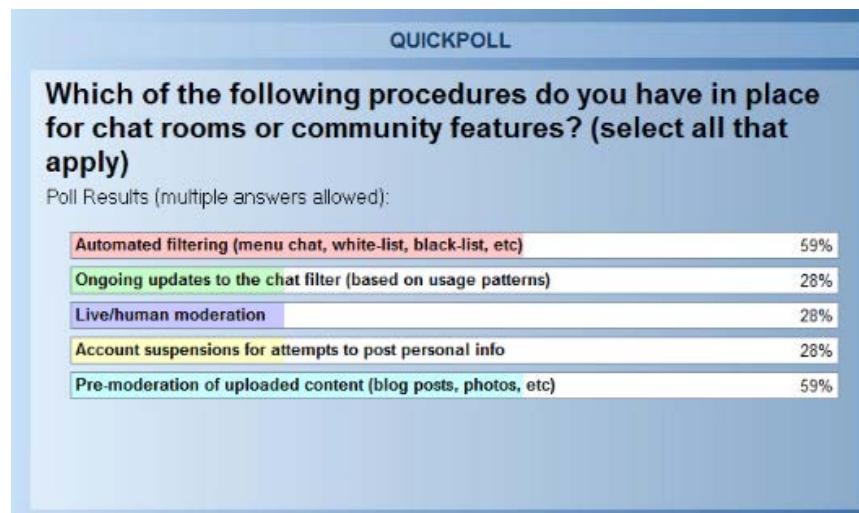 QUICKPOLL
Which of the following procedures do you have in place
for chat rooms or community features? (select all that
apply)
Poll Results (multiple answers allowed):
Automated filtering (menu chat, white-list, black-list, etc) 59%
Ongoing updates to the chat filter (based on usage patterns) 28%
Live/human moderation 28%
Account suspensions for attempts to post personal info 28%
Pre-moderation of uploaded content (blog posts, photos, etc) 59%